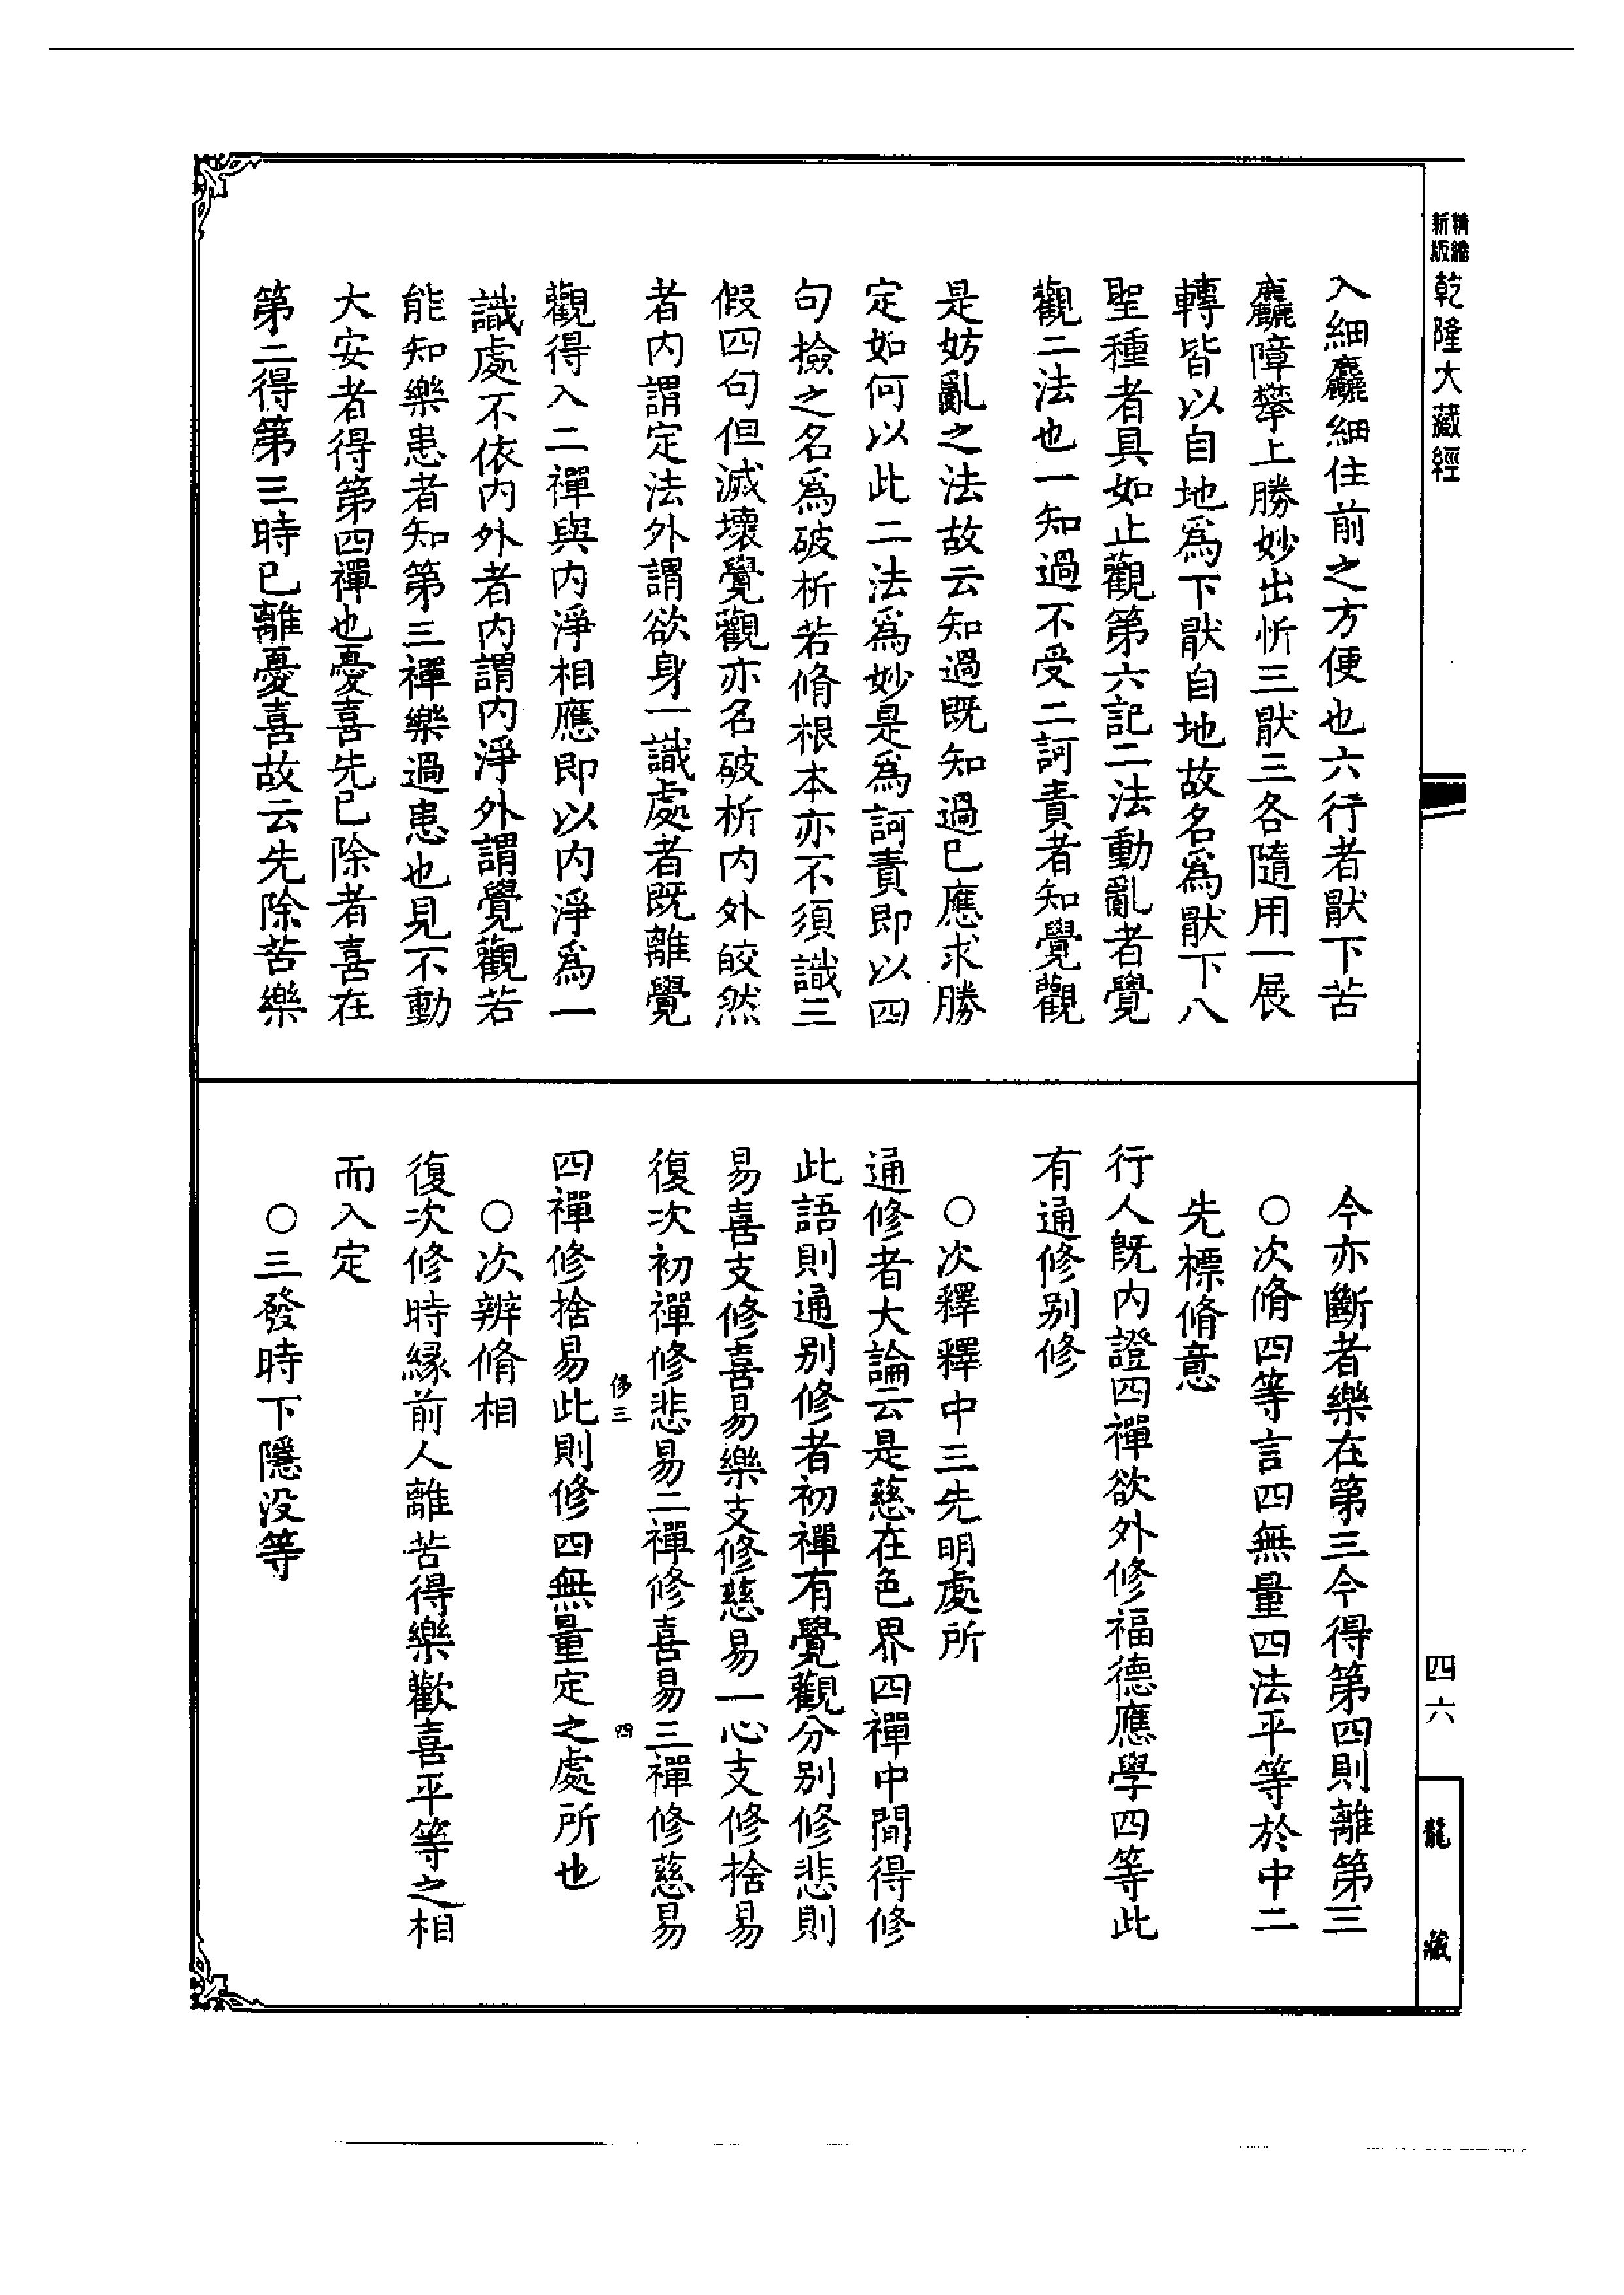 精縮新版
乾隆大藏經
入細麤細住前之方便也六行者猒下苦
麤障攀上勝妙出忻三猒三各隨用一展
轉皆以自地爲下猒自地故名爲猒下八
聖種者具如止觀第六記二法動亂者覺
觀二法也一知過不受二訶責者知覺觀
是妨亂之法故云知過既知過已應求勝
定如何以此二法爲妙是爲訶責即以四
句撿之名爲破析若脩根本亦不須識三
假四句但滅壞覺觀亦名破析內外皎然
者內謂定法外謂欲身一識處者既離覺
觀得入二禪與內淨相應即以內淨爲一
識處不依內外者內謂內淨外謂覺觀若
能知樂患者知第三禪樂過患也見不動
大安者得第四禪也憂喜先已除者喜在
第二得第三時已離憂喜故云先除苦樂
今亦斷者樂在第三今得第四則離第三
○次脩四等言四無量四法平等於中二
先標脩意
行人旣內證四禪欲外修福德應學四等此
有通修別修
○次釋釋中三先明處所
通修者大論云是慈在色界四禪中間得修
此語則通別修者初禪有覺觀分別修悲則
易喜支修喜易樂支修慈易一心支修捨易
復次初禪修悲易二禪修喜易三禪修慈易
侈三
四
四禪修捨易此則修四無量定之處所也
○次辨脩相
復次修時緣前人離苦得樂歡喜平等之相
而入定
○三發時下隱没等
四六
龍藏